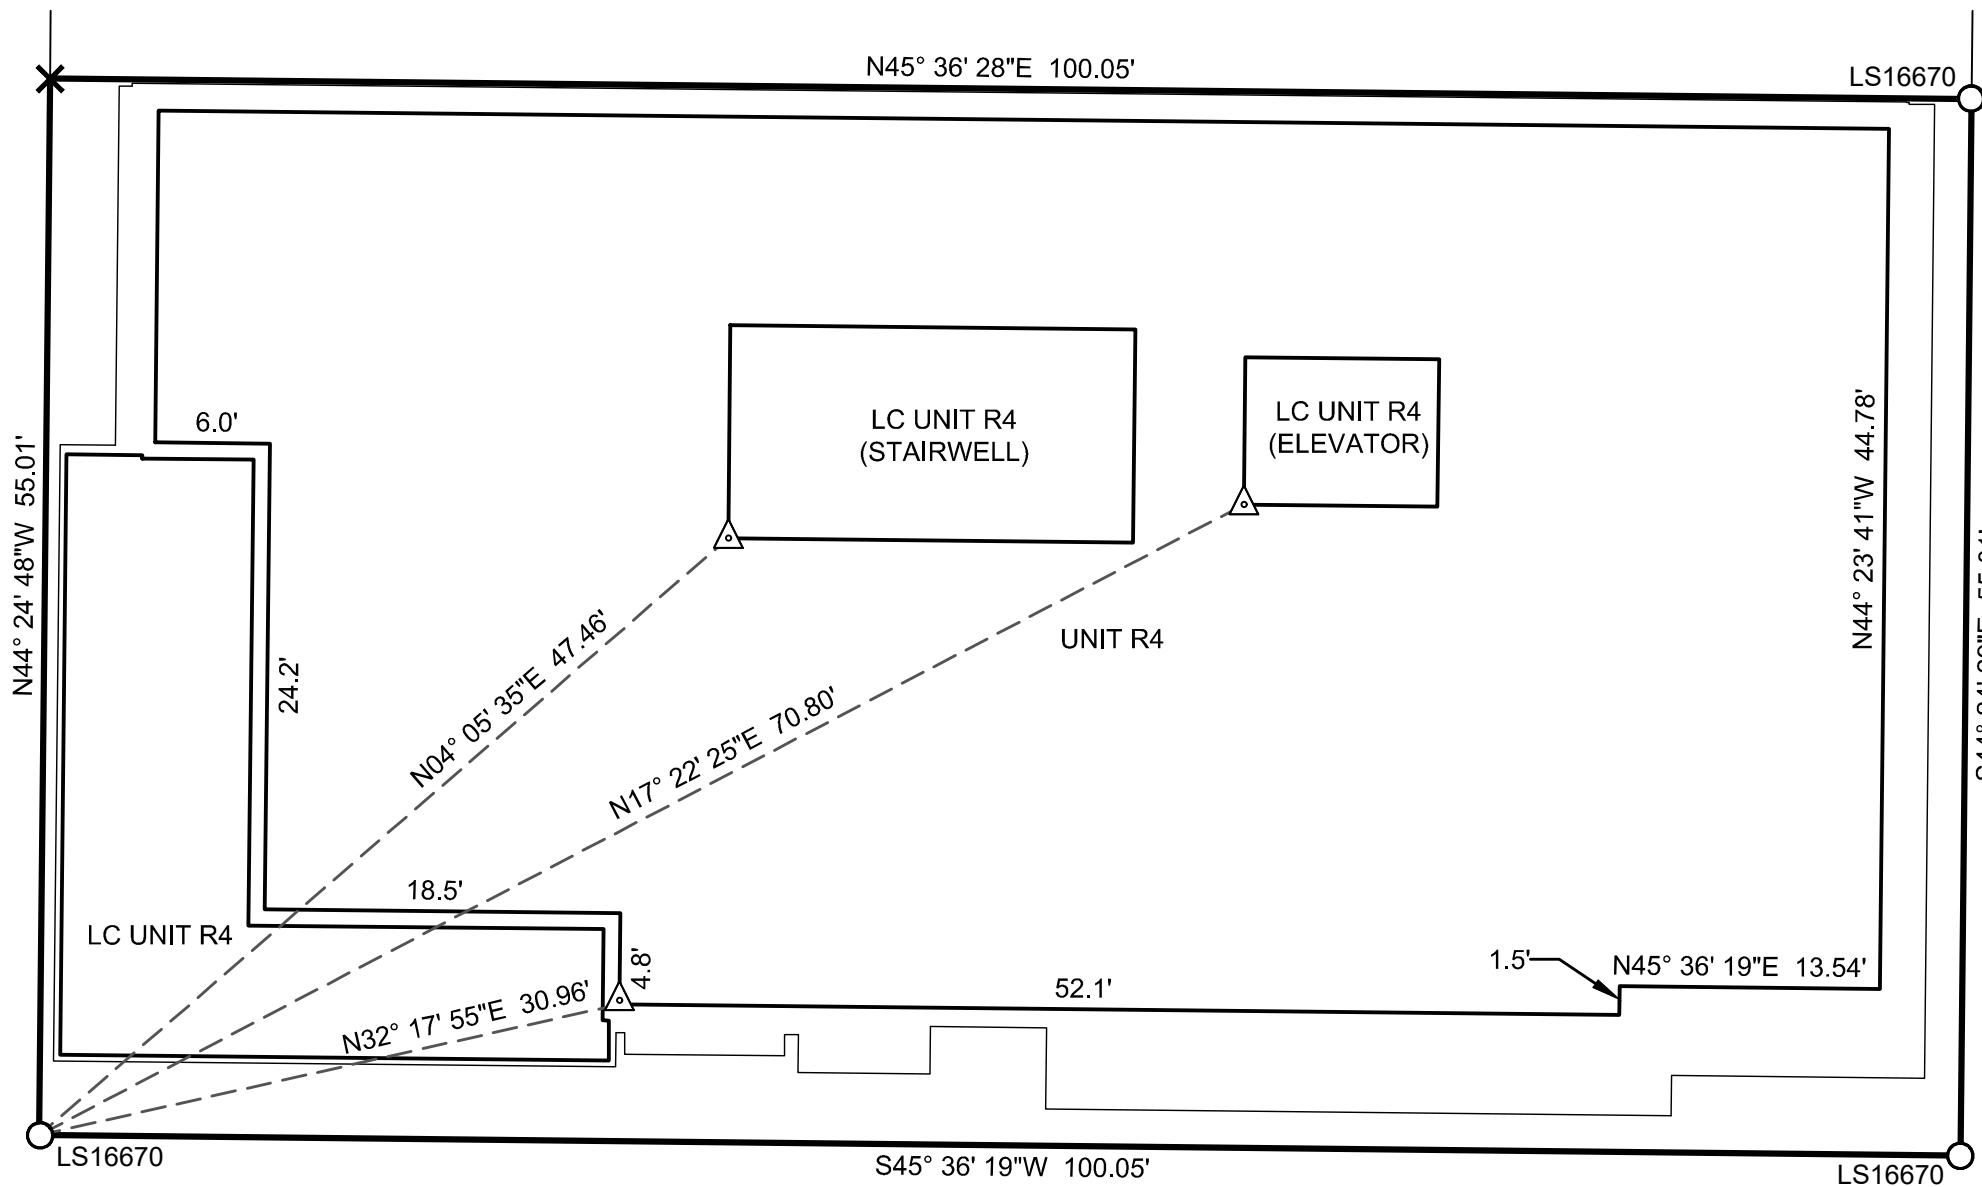 N45° 36' 28"E 100.05'
LS16670
6.0'
LC UNIT R4
(STAIRWELL)
LC UNIT R4
(ELEVATOR)
N44° 24' 48"W 55.01'
N44° 23' 41"W 44.78'
24.2'
N04° 05' 35"E 47.46'
N17° 22' 25"E 70.80'
UNIT R4
18.5'
LC UNIT R4
4.8'
N32° 17' 55"E 30.96'
52.1'
1.5'
N45° 36' 19"E 13.54'
LS16670
S45° 36' 19"W 100.05'
LS16670